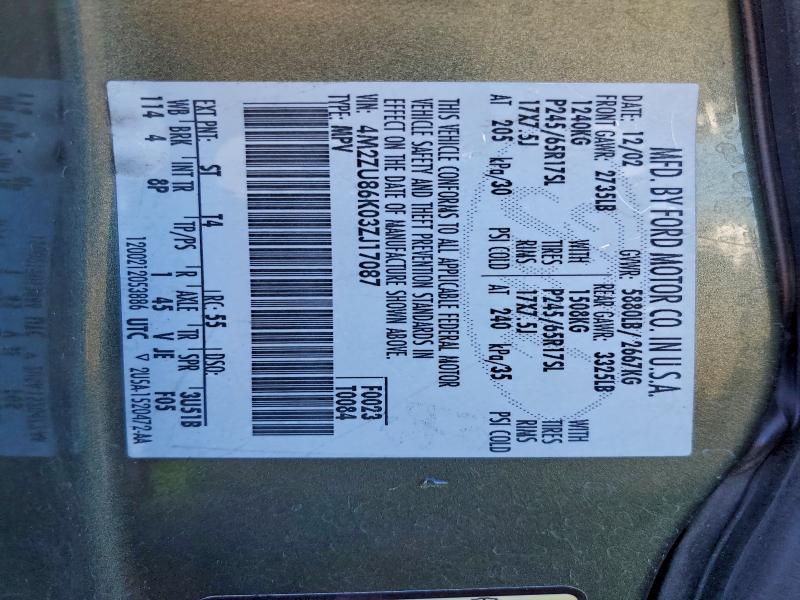 MFD. BY FORD MOTOR CO. IN U.S.A.
DATE: 12/02 GVWR: 5880LB/ 2667KG
FRONT GAWR: 2735LB REAR GAWR: 3325LB
1240KG WITH 1508KG WITH
P245/65R17SL TIRES P245/65R17SL TIRES
17X7.5J RIMS 17X7.5J RIMS
AT 205 kPa/30 PSI COLD AT 240 kPa/35 PSI COLD
THIS VEHICLE CONFORMS TO ALL APPLICABLE FEDERAL MOTOR
VEHICLE SAFETY AND THEFT PREVENTION STANDARDS IN
EFFECT ON THE DATE OF MANUFACTURE SHOWN ABOVE.
VIN: 4M2ZU86K03ZJ17087 F0023
TYPE: MPV T0084
EXT PNT: ST T4 RC: 55 DSO:
WB BRK INT TR TP/PS R AXLE TR SPR 3U51B
114 4 8P 1 45 V JE F05
120021205388​6 UTC ▽ 2U5A-1520472-AA